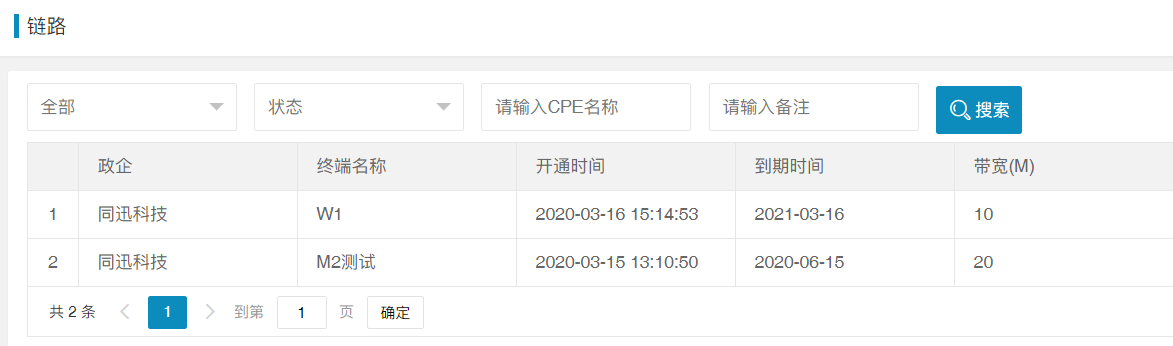 链路
全部 状态 请输入CPE名称 请输入备注 搜索
政企 终端名称 开通时间 到期时间 带宽(M)
1 同迅科技 W1 2020-03-16 15:14:53 2021-03-16 10
2 同迅科技 M2测试 2020-03-15 13:10:50 2020-06-15 20
共 2 条 1 到第 1 页 确定